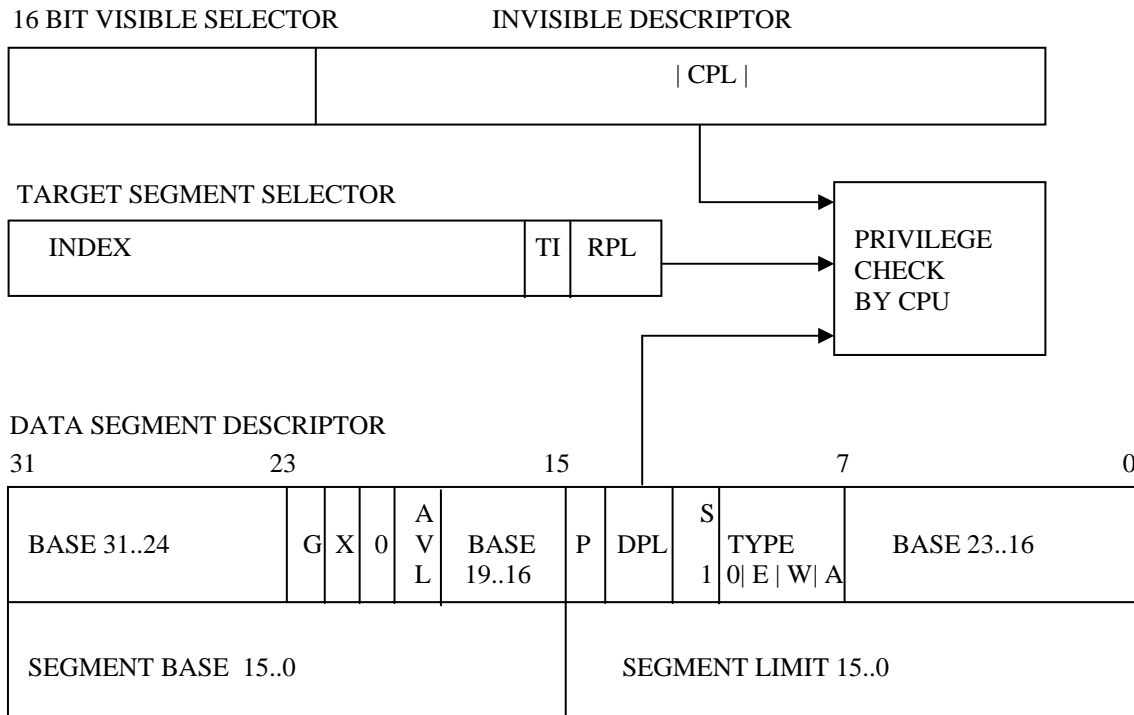 16 BIT VISIBLE SELECTOR INVISIBLE DESCRIPTOR
| CPL |
TARGET SEGMENT SELECTOR
INDEX TI RPL
PRIVILEGE
CHECK
BY CPU
DATA SEGMENT DESCRIPTOR
31 23 15 7 0
BASE 31..24 G X 0 AVL BASE 19..16 P DPL S 1 TYPE 0| E | W| A BASE 23..16
SEGMENT BASE 15..0 SEGMENT LIMIT 15..0